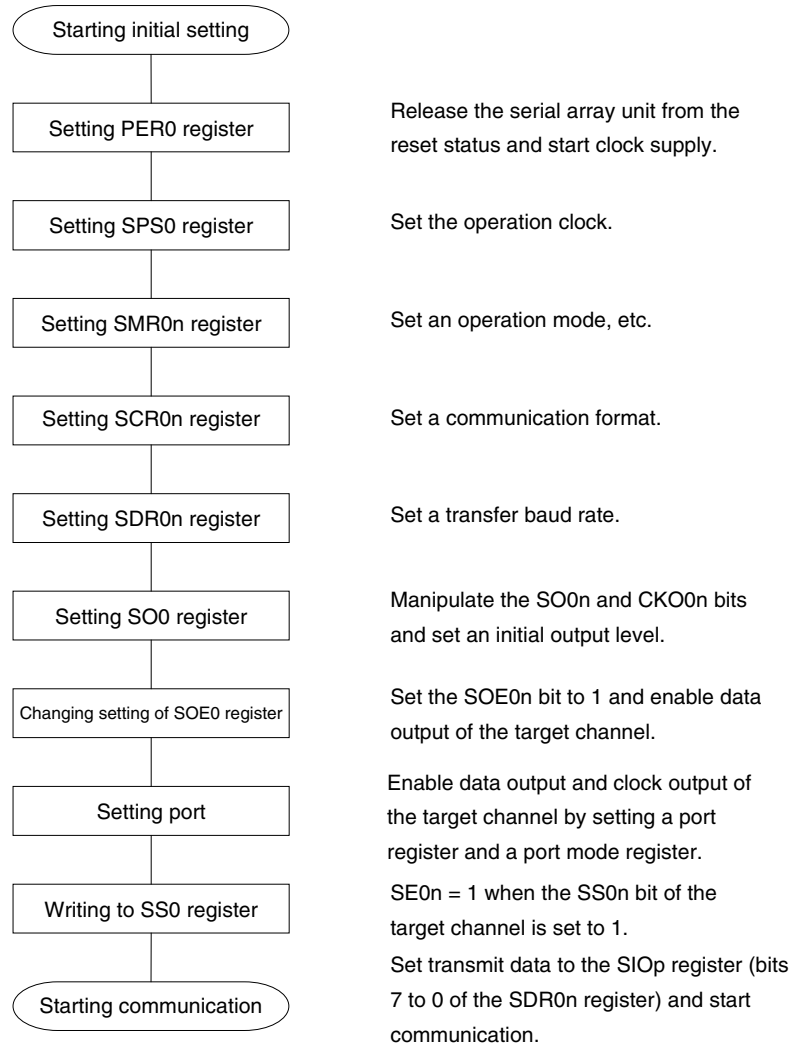 Starting initial setting
Setting PER0 register
Release the serial array unit from the
reset status and start clock supply.
Setting SPS0 register
Set the operation clock.
Setting SMR0n register
Set an operation mode, etc.
Setting SCR0n register
Set a communication format.
Setting SDR0n register
Set a transfer baud rate.
Setting SO0 register
Manipulate the SO0n and CKO0n bits
and set an initial output level.
Changing setting of SOE0 register
Set the SOE0n bit to 1 and enable data
output of the target channel.
Setting port
Enable data output and clock output of
the target channel by setting a port
register and a port mode register.
Writing to SS0 register
SE0n = 1 when the SS0n bit of the
target channel is set to 1.
Starting communication
Set transmit data to the SIOp register (bits
7 to 0 of the SDR0n register) and start
communication.